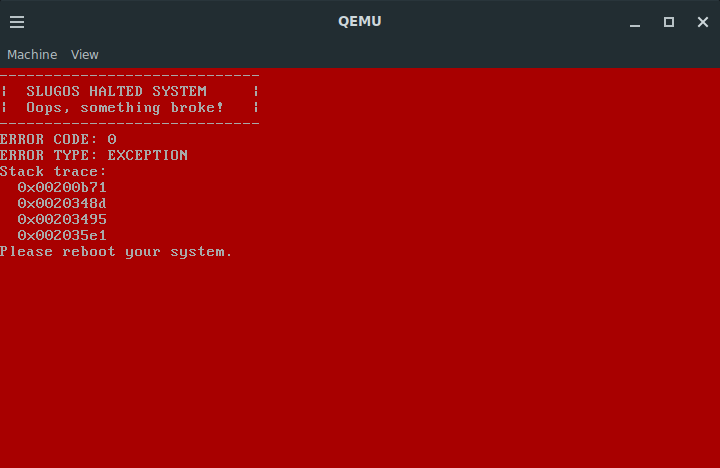 QEMU
Machine View
-----------------------------
|  SLUGOS HALTED SYSTEM     |
|  Oops, something broke!   |
-----------------------------
ERROR CODE: 0
ERROR TYPE: EXCEPTION
Stack trace:
  0x00200b71
  0x0020348d
  0x00203495
  0x002035e1
Please reboot your system.